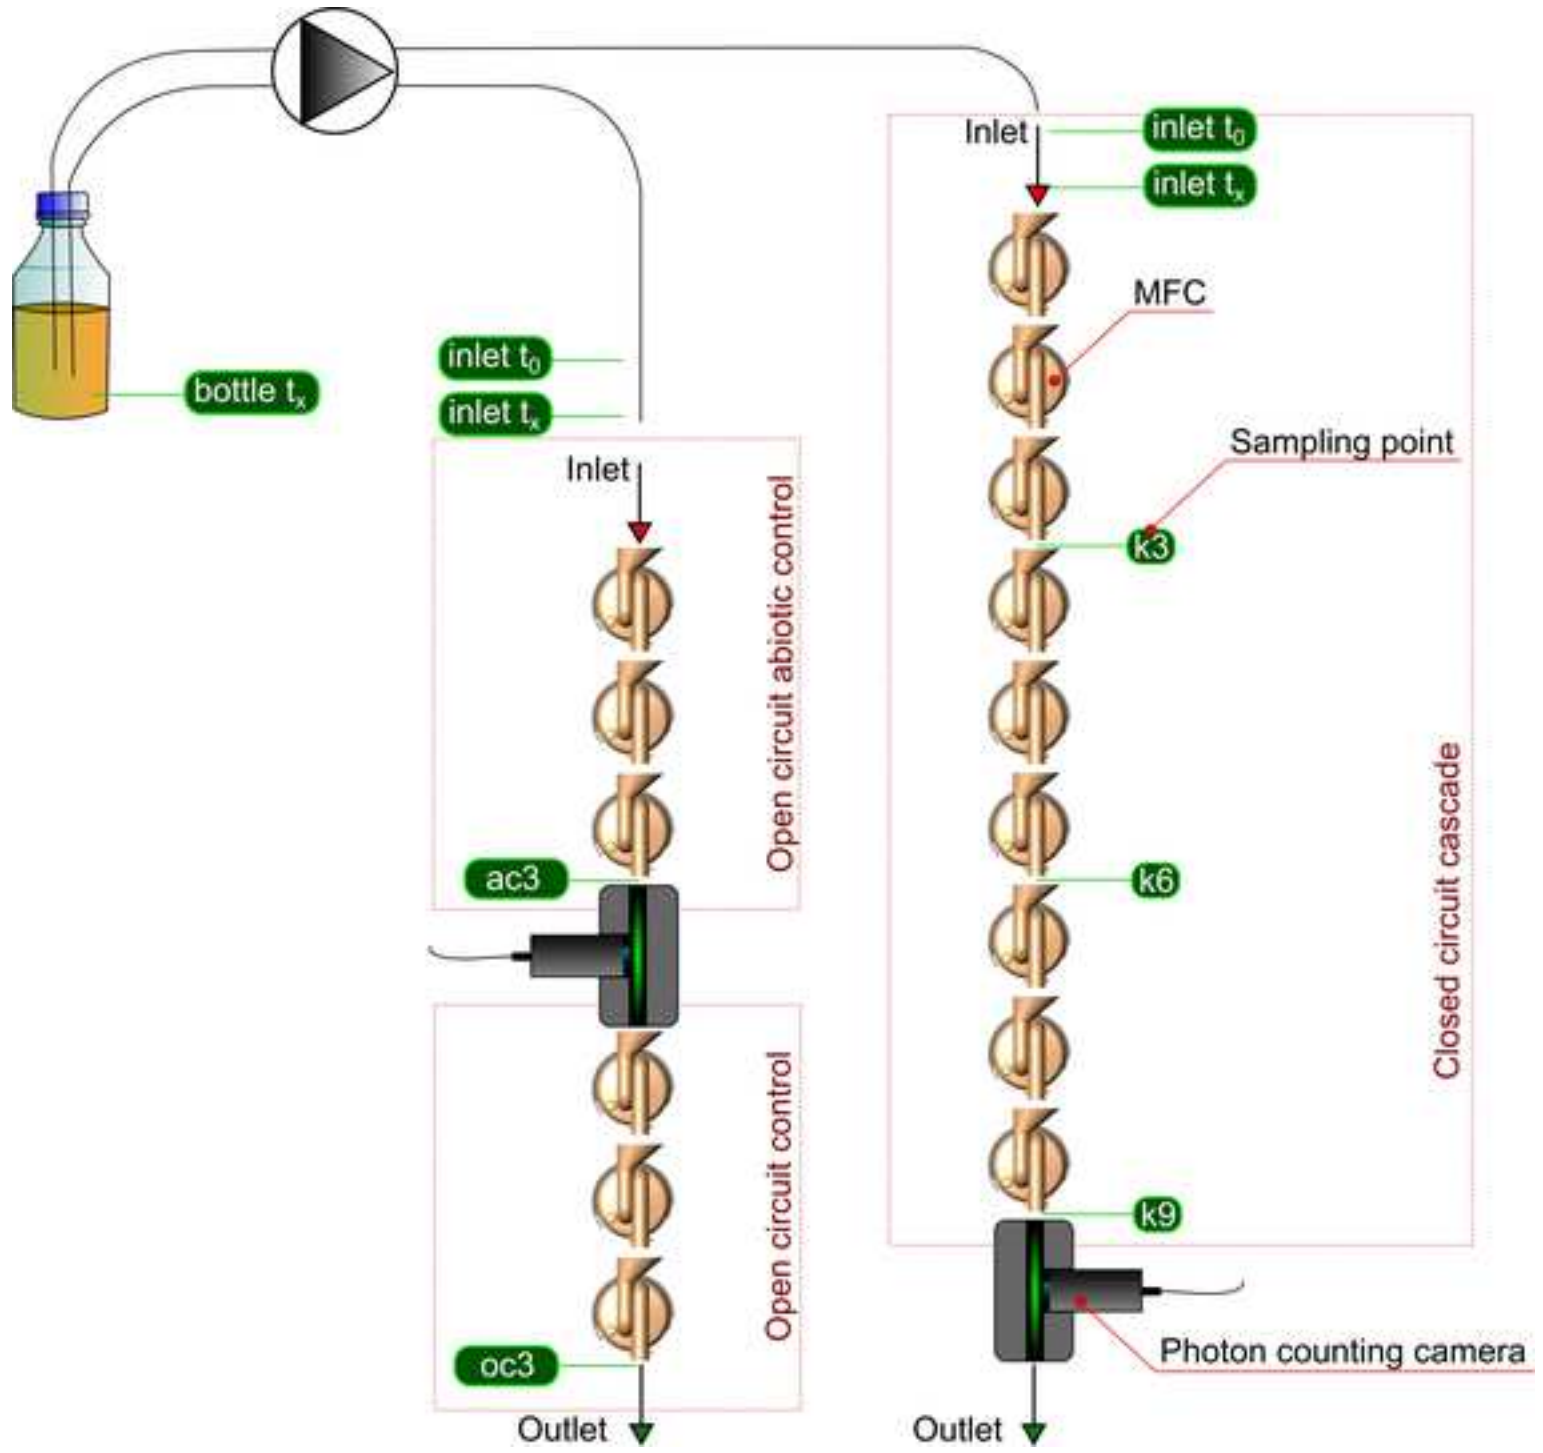 Inlet
inlet t0
inlet tx
MFC
inlet t0
bottle tx
inlet tx
Sampling point
Inlet
Open circuit abiotic control
k3
ac3
k6
Closed circuit cascade
Open circuit control
k9
oc3
Photon counting camera
Outlet
Outlet